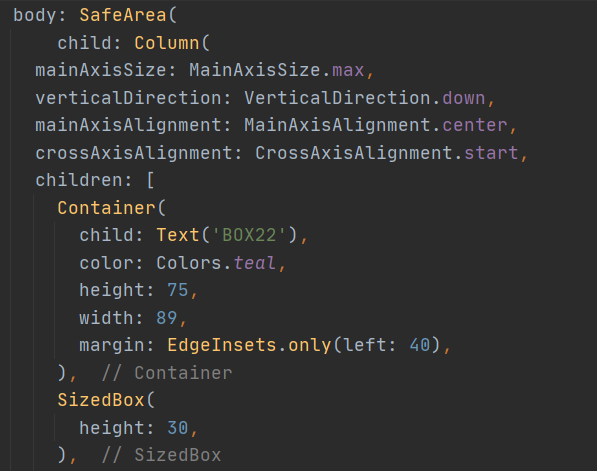 body: SafeArea(
    child: Column(
  mainAxisSize: MainAxisSize.max,
  verticalDirection: VerticalDirection.down,
  mainAxisAlignment: MainAxisAlignment.center,
  crossAxisAlignment: CrossAxisAlignment.start,
  children: [
    Container(
      child: Text('BOX22'),
      color: Colors.teal,
      height: 75,
      width: 89,
      margin: EdgeInsets.only(left: 40),
    ),  // Container
    SizedBox(
      height: 30,
    ),  // SizedBox